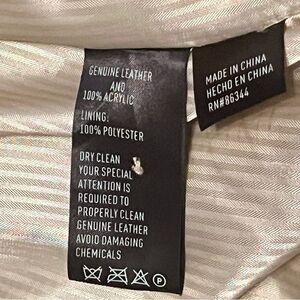 GENUINE LEATHER
AND
100% ACRYLIC
LINING:
100% POLYESTER
DRY CLEAN
YOUR SPECIAL
ATTENTION IS
REQUIRED TO
PROPERLY CLEAN
GENUINE LEATHER
AVOID DAMAGING
CHEMICALS
P
MADE IN CHINA
HECHO EN CHINA
RN#86344